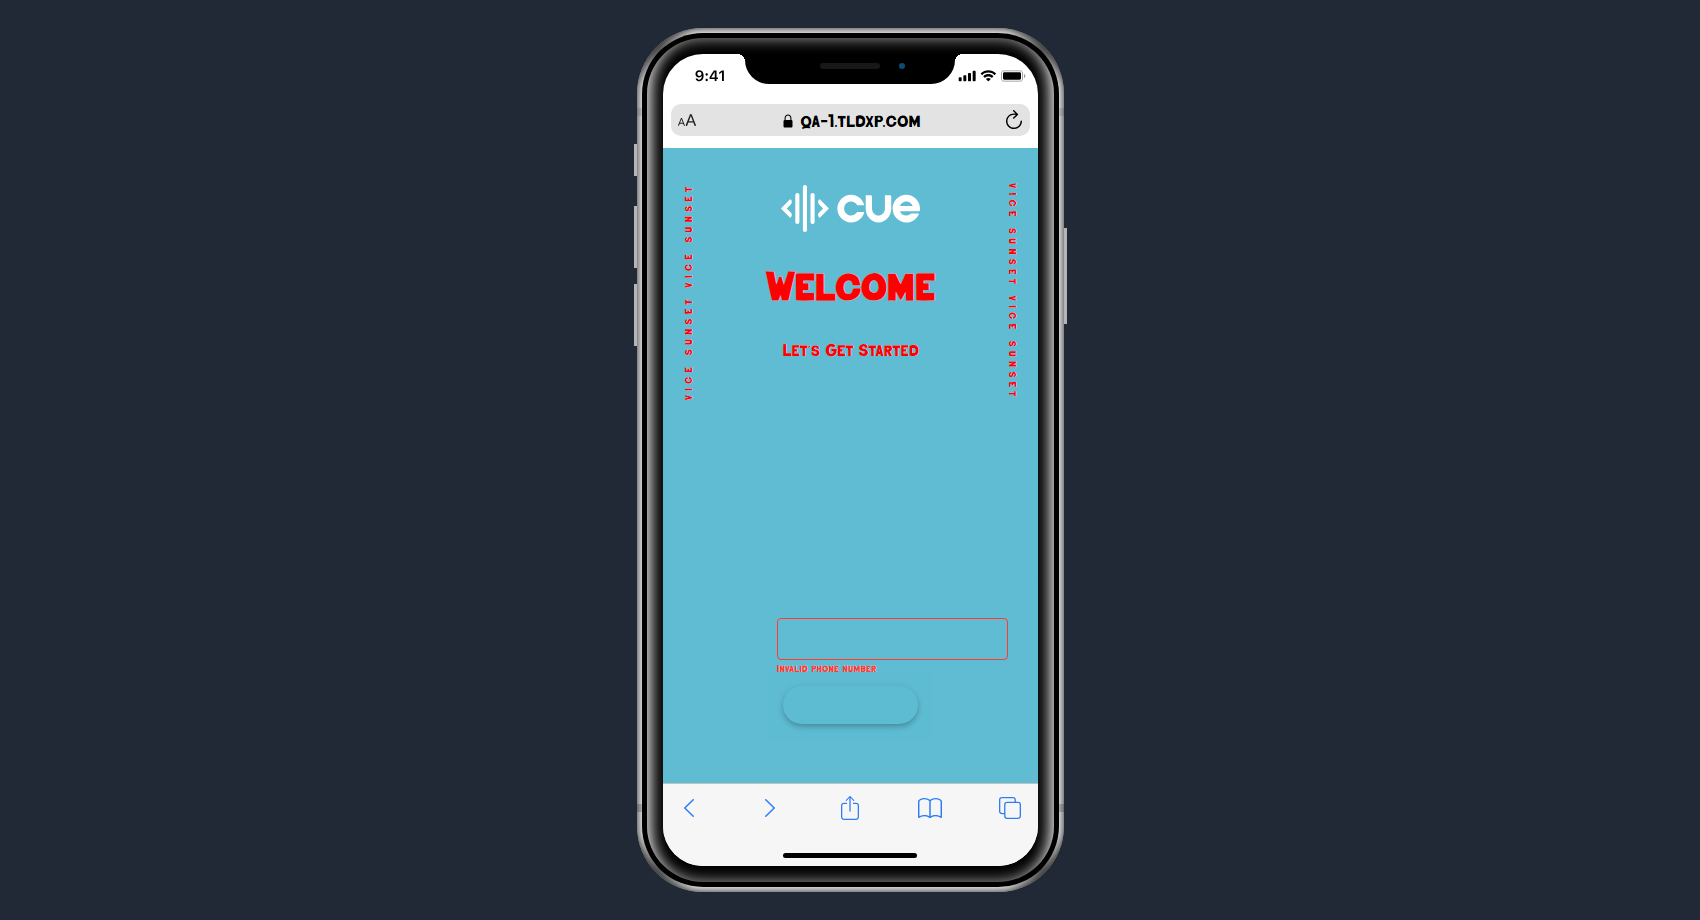 9:41
AA
QA-1.TLDXP.COM
cue
VICE SUNSET VICE SUNSET
VICE SUNSET VICE SUNSET
WELCOME
LET'S GET STARTED
INVALID PHONE NUMBER